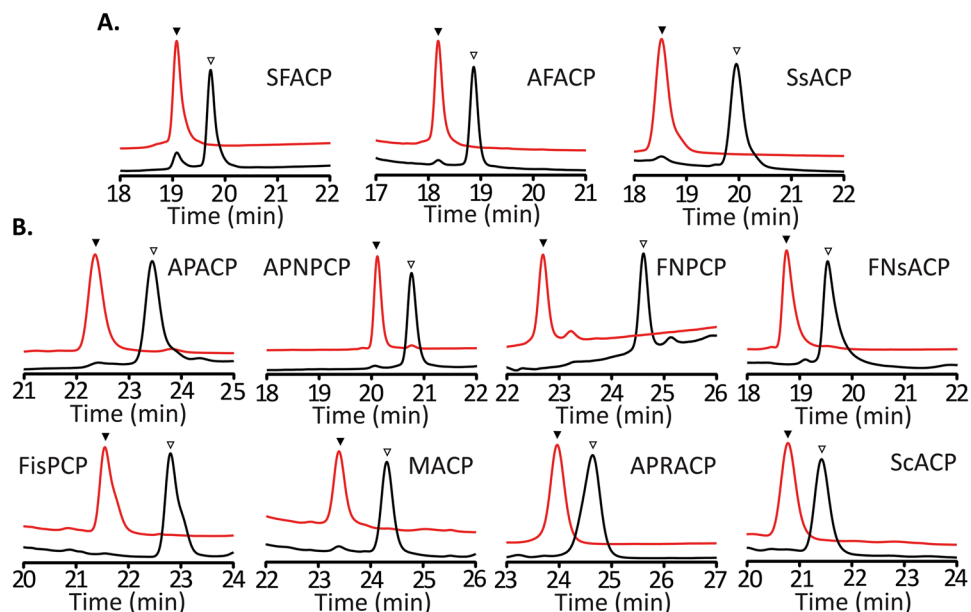 A.
SFACP AFACP SsACP
18 19 20 21 22 17 18 19 20 21 18 19 20 21 22
Time (min) Time (min) Time (min)
B.
APACP APNPCP FNPCP FNsACP
21 22 23 24 25 18 19 20 21 22 22 23 24 25 26 18 19 20 21 22
Time (min) Time (min) Time (min) Time (min)
FisPCP MACP APRACP ScACP
20 21 22 23 24 22 23 24 25 26 23 24 25 26 27 20 21 22 23 24
Time (min) Time (min) Time (min) Time (min)